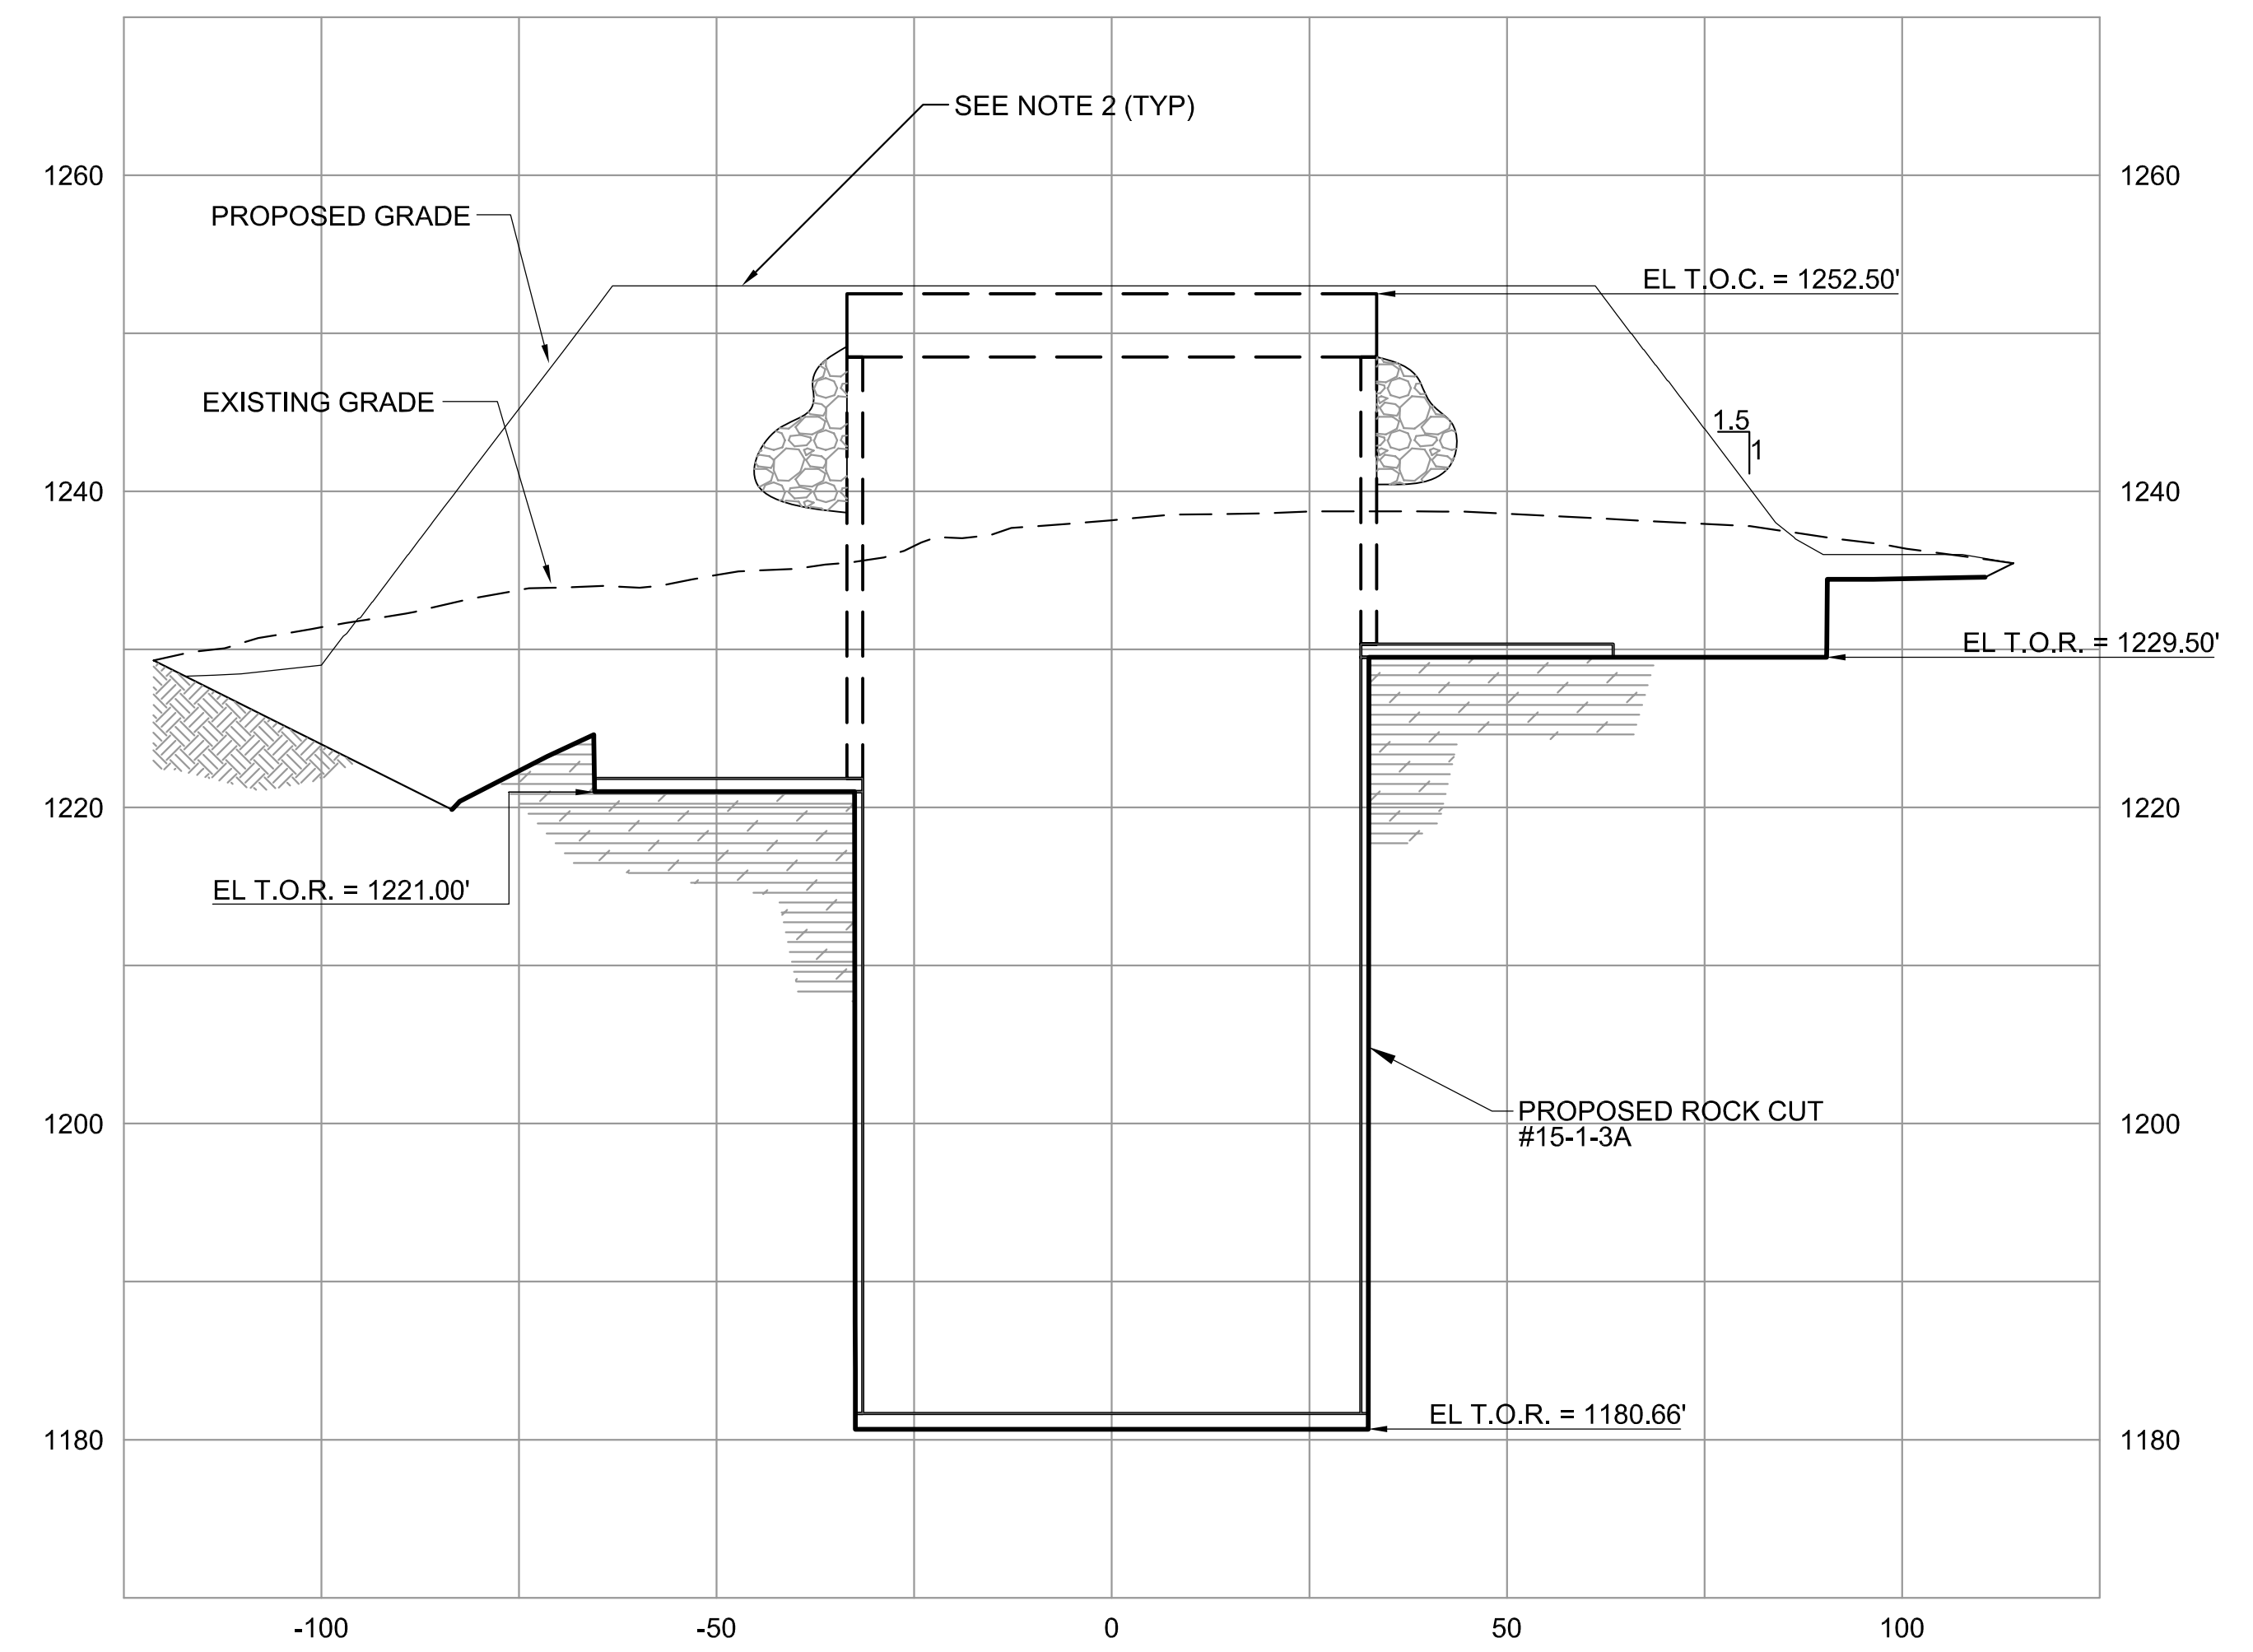 SEE NOTE 2 (TYP)
1260
1260
PROPOSED GRADE
EL T.O.C. = 1252.50'
EXISTING GRADE
1.5
1
1240
1240
EL T.O.R. = 1229.50'
1220
1220
EL T.O.R. = 1221.00'
PROPOSED ROCK CUT
#15-1-3A
1200
1200
EL T.O.R. = 1180.66'
1180
1180
-100
-50
0
50
100